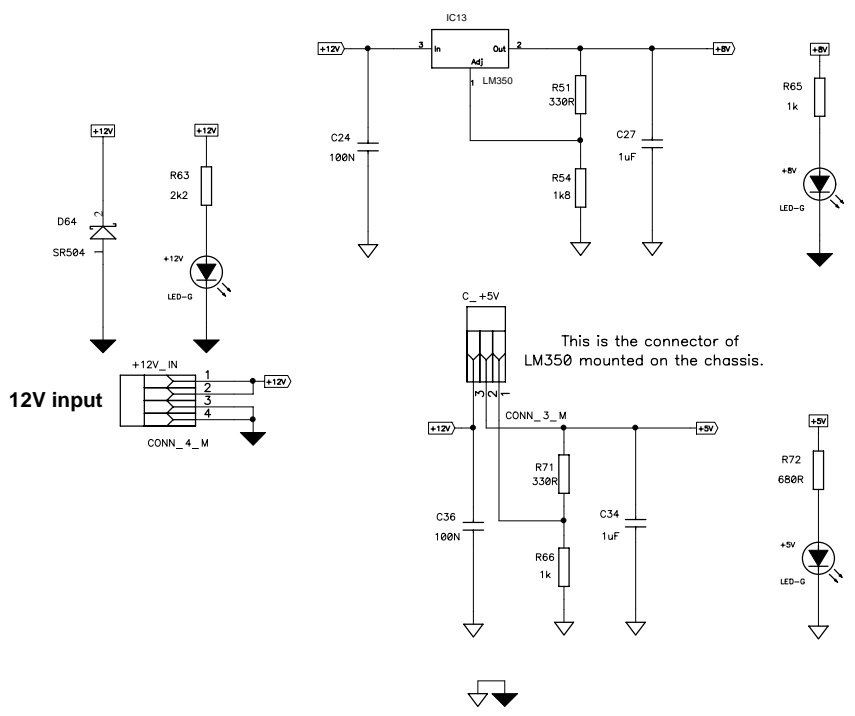 IC13
+12V
3
In
Out
2
+8V
Adj
1
LM350
C24
100N
R51
330R
R54
1k8
C27
1uF
+8V
R65
1k
+8V
LED-G
+12V
D64
2
SR504
1
+12V
R63
2k2
+12V
LED-G
+12V_IN
12V input
1
2
3
4
+12V
CONN_4_M
C_+5V
This is the connector of
LM350 mounted on the chassis.
3
2
1
CONN_3_M
+12V
+5V
R71
330R
C36
100N
C34
1uF
R66
1k
+5V
R72
680R
+5V
LED-G